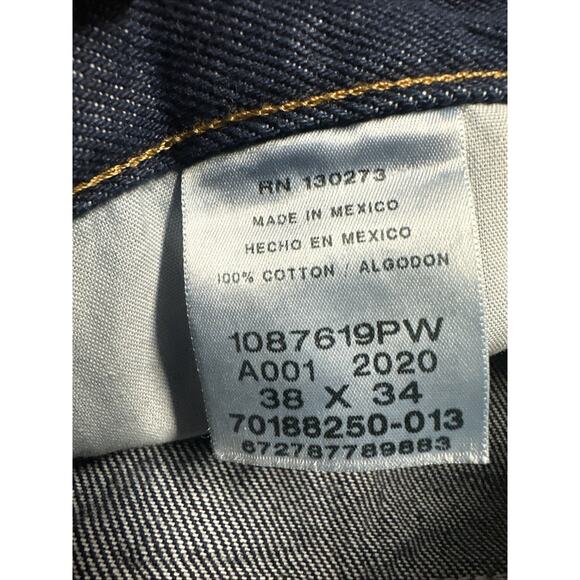 RN 130273
MADE IN MEXICO
HECHO EN MEXICO
100% COTTON / ALGODON
1087619PW
A001 2020
38 X 34
70188250-013
672787789883